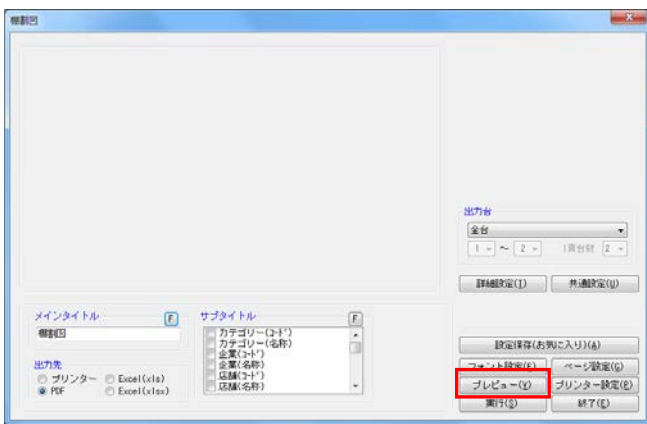 棚割図
出力台
全台
1 ～ 2 1頁台数 2
詳細設定(T) 共通設定(U)
メインタイトル F
棚割図
サブタイトル F
カテゴリー(コード)
カテゴリー(名称)
企業(コード)
企業(名称)
店舗(コード)
店舗(名称)
出力先
プリンター Excel(xls)
PDF Excel(xlsx)
設定保存(お気に入り)(A)
フォント設定(F) ページ設定(G)
プレビュー(V) プリンター設定(P)
実行(S) 終了(E)